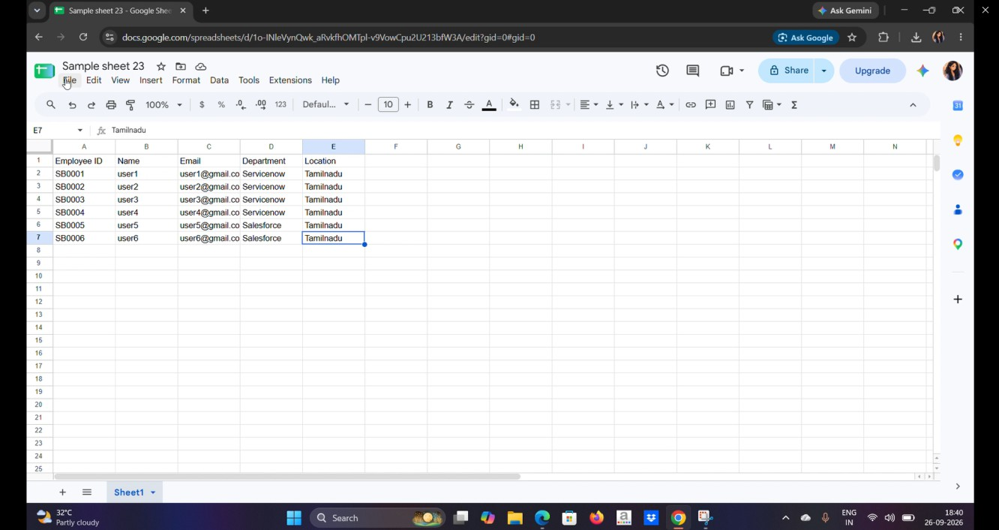 Sample sheet 23 - Google She
Ask Gemini
docs.google.com/spreadsheets/d/1o-INleVynQwk_aRvkfhOMTpl-v9VowCpu2U213bfW3A/edit?gid=0#gid=0
Ask Google
Sample sheet 23
File Edit View Insert Format Data Tools Extensions Help
Share
Upgrade
100% $ % .0 .00 123 Defaul... 10 B I A
31
E7 fx Tamilnadu
A B C D E F G H I J K L M N
1 Employee ID Name Email Department Location
2 SB0001 user1 user1@gmail.co Servicenow Tamilnadu
3 SB0002 user2 user2@gmail.co Servicenow Tamilnadu
4 SB0003 user3 user3@gmail.co Servicenow Tamilnadu
5 SB0004 user4 user4@gmail.co Servicenow Tamilnadu
6 SB0005 user5 user5@gmail.co Salesforce Tamilnadu
7 SB0006 user6 user6@gmail.co Salesforce Tamilnadu
8
9
10
11
12
13
14
15
16
17
18
19
20
21
22
23
24
25
Sheet1
32°C
Partly cloudy
Search
a
ENG
IN
18:40
26-09-2026